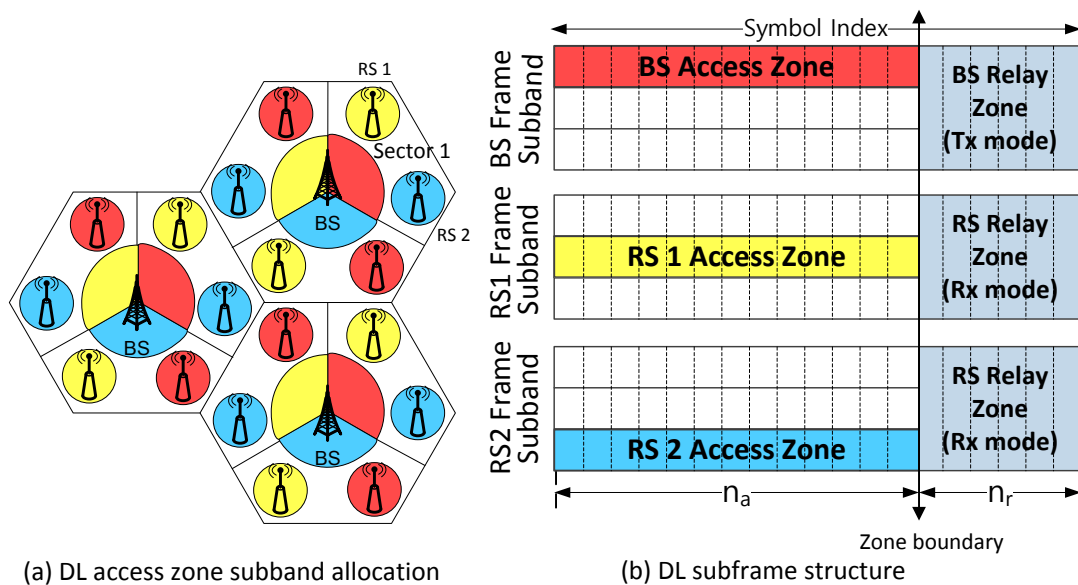 RS 1
Sector 1
BS
RS 2
BS
BS
(a) DL access zone subband allocation
Symbol Index
BS Frame
Subband
BS Access Zone
BS Relay
Zone
(Tx mode)
RS1 Frame
Subband
RS 1 Access Zone
RS Relay
Zone
(Rx mode)
RS2 Frame
Subband
RS 2 Access Zone
RS Relay
Zone
(Rx mode)
na
nr
Zone boundary
(b) DL subframe structure